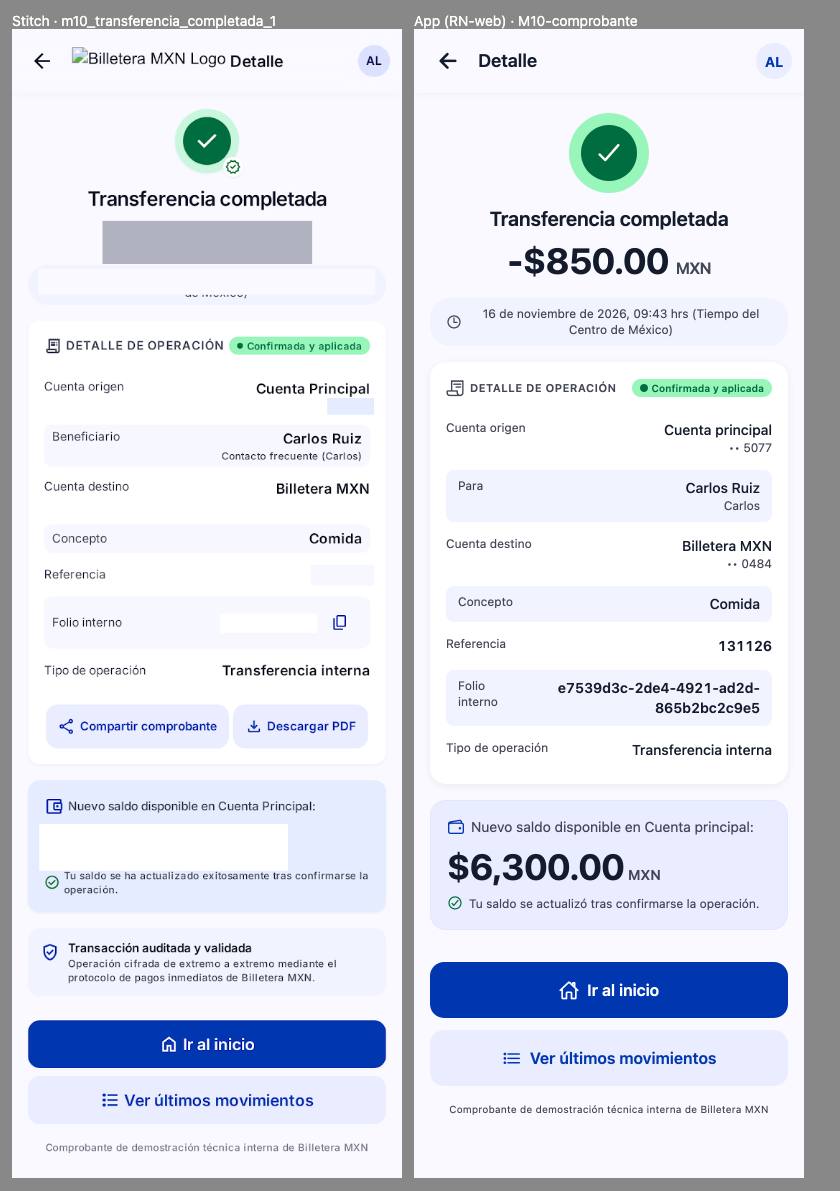 Stitch · m10_transferencia_completada_1
Billetera MXN Logo Detalle
AL
Transferencia completada
de México)
DETALLE DE OPERACIÓN
Confirmada y aplicada
Cuenta origen
Cuenta Principal
Beneficiario
Carlos Ruiz
Contacto frecuente (Carlos)
Cuenta destino
Billetera MXN
Concepto
Comida
Referencia
Folio interno
Tipo de operación
Transferencia interna
Compartir comprobante
Descargar PDF
Nuevo saldo disponible en Cuenta Principal:
Tu saldo se ha actualizado exitosamente tras confirmarse la
operación.
Transacción auditada y validada
Operación cifrada de extremo a extremo mediante el
protocolo de pagos inmediatos de Billetera MXN.
Ir al inicio
Ver últimos movimientos
Comprobante de demostración técnica interna de Billetera MXN
App (RN-web) · M10-comprobante
Detalle
AL
Transferencia completada
-$850.00 MXN
16 de noviembre de 2026, 09:43 hrs (Tiempo del
Centro de México)
DETALLE DE OPERACIÓN
Confirmada y aplicada
Cuenta origen
Cuenta principal
•• 5077
Para
Carlos Ruiz
Carlos
Cuenta destino
Billetera MXN
•• 0484
Concepto
Comida
Referencia
131126
Folio
interno
e7539d3c-2de4-4921-ad2d-
865b2bc2c9e5
Tipo de operación
Transferencia interna
Nuevo saldo disponible en Cuenta principal:
$6,300.00 MXN
Tu saldo se actualizó tras confirmarse la operación.
Ir al inicio
Ver últimos movimientos
Comprobante de demostración técnica interna de Billetera MXN